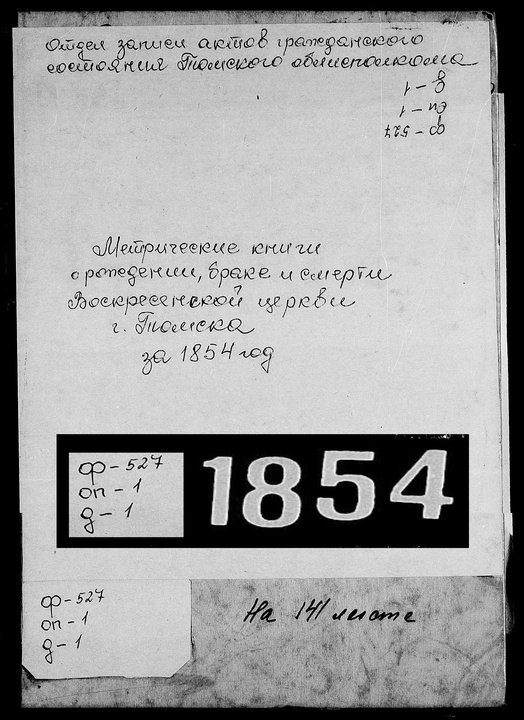 Отдел записи актов гражданского
состояния Томского облисполкома
ф-527
оп-1
д-1
Метрические книги
о рождении, браке и смерти
Воскресенской церкви
г. Томска
за 1854 год
ф-527
оп-1
д-1
1854
ф-527
оп-1
д-1
На 141 листе